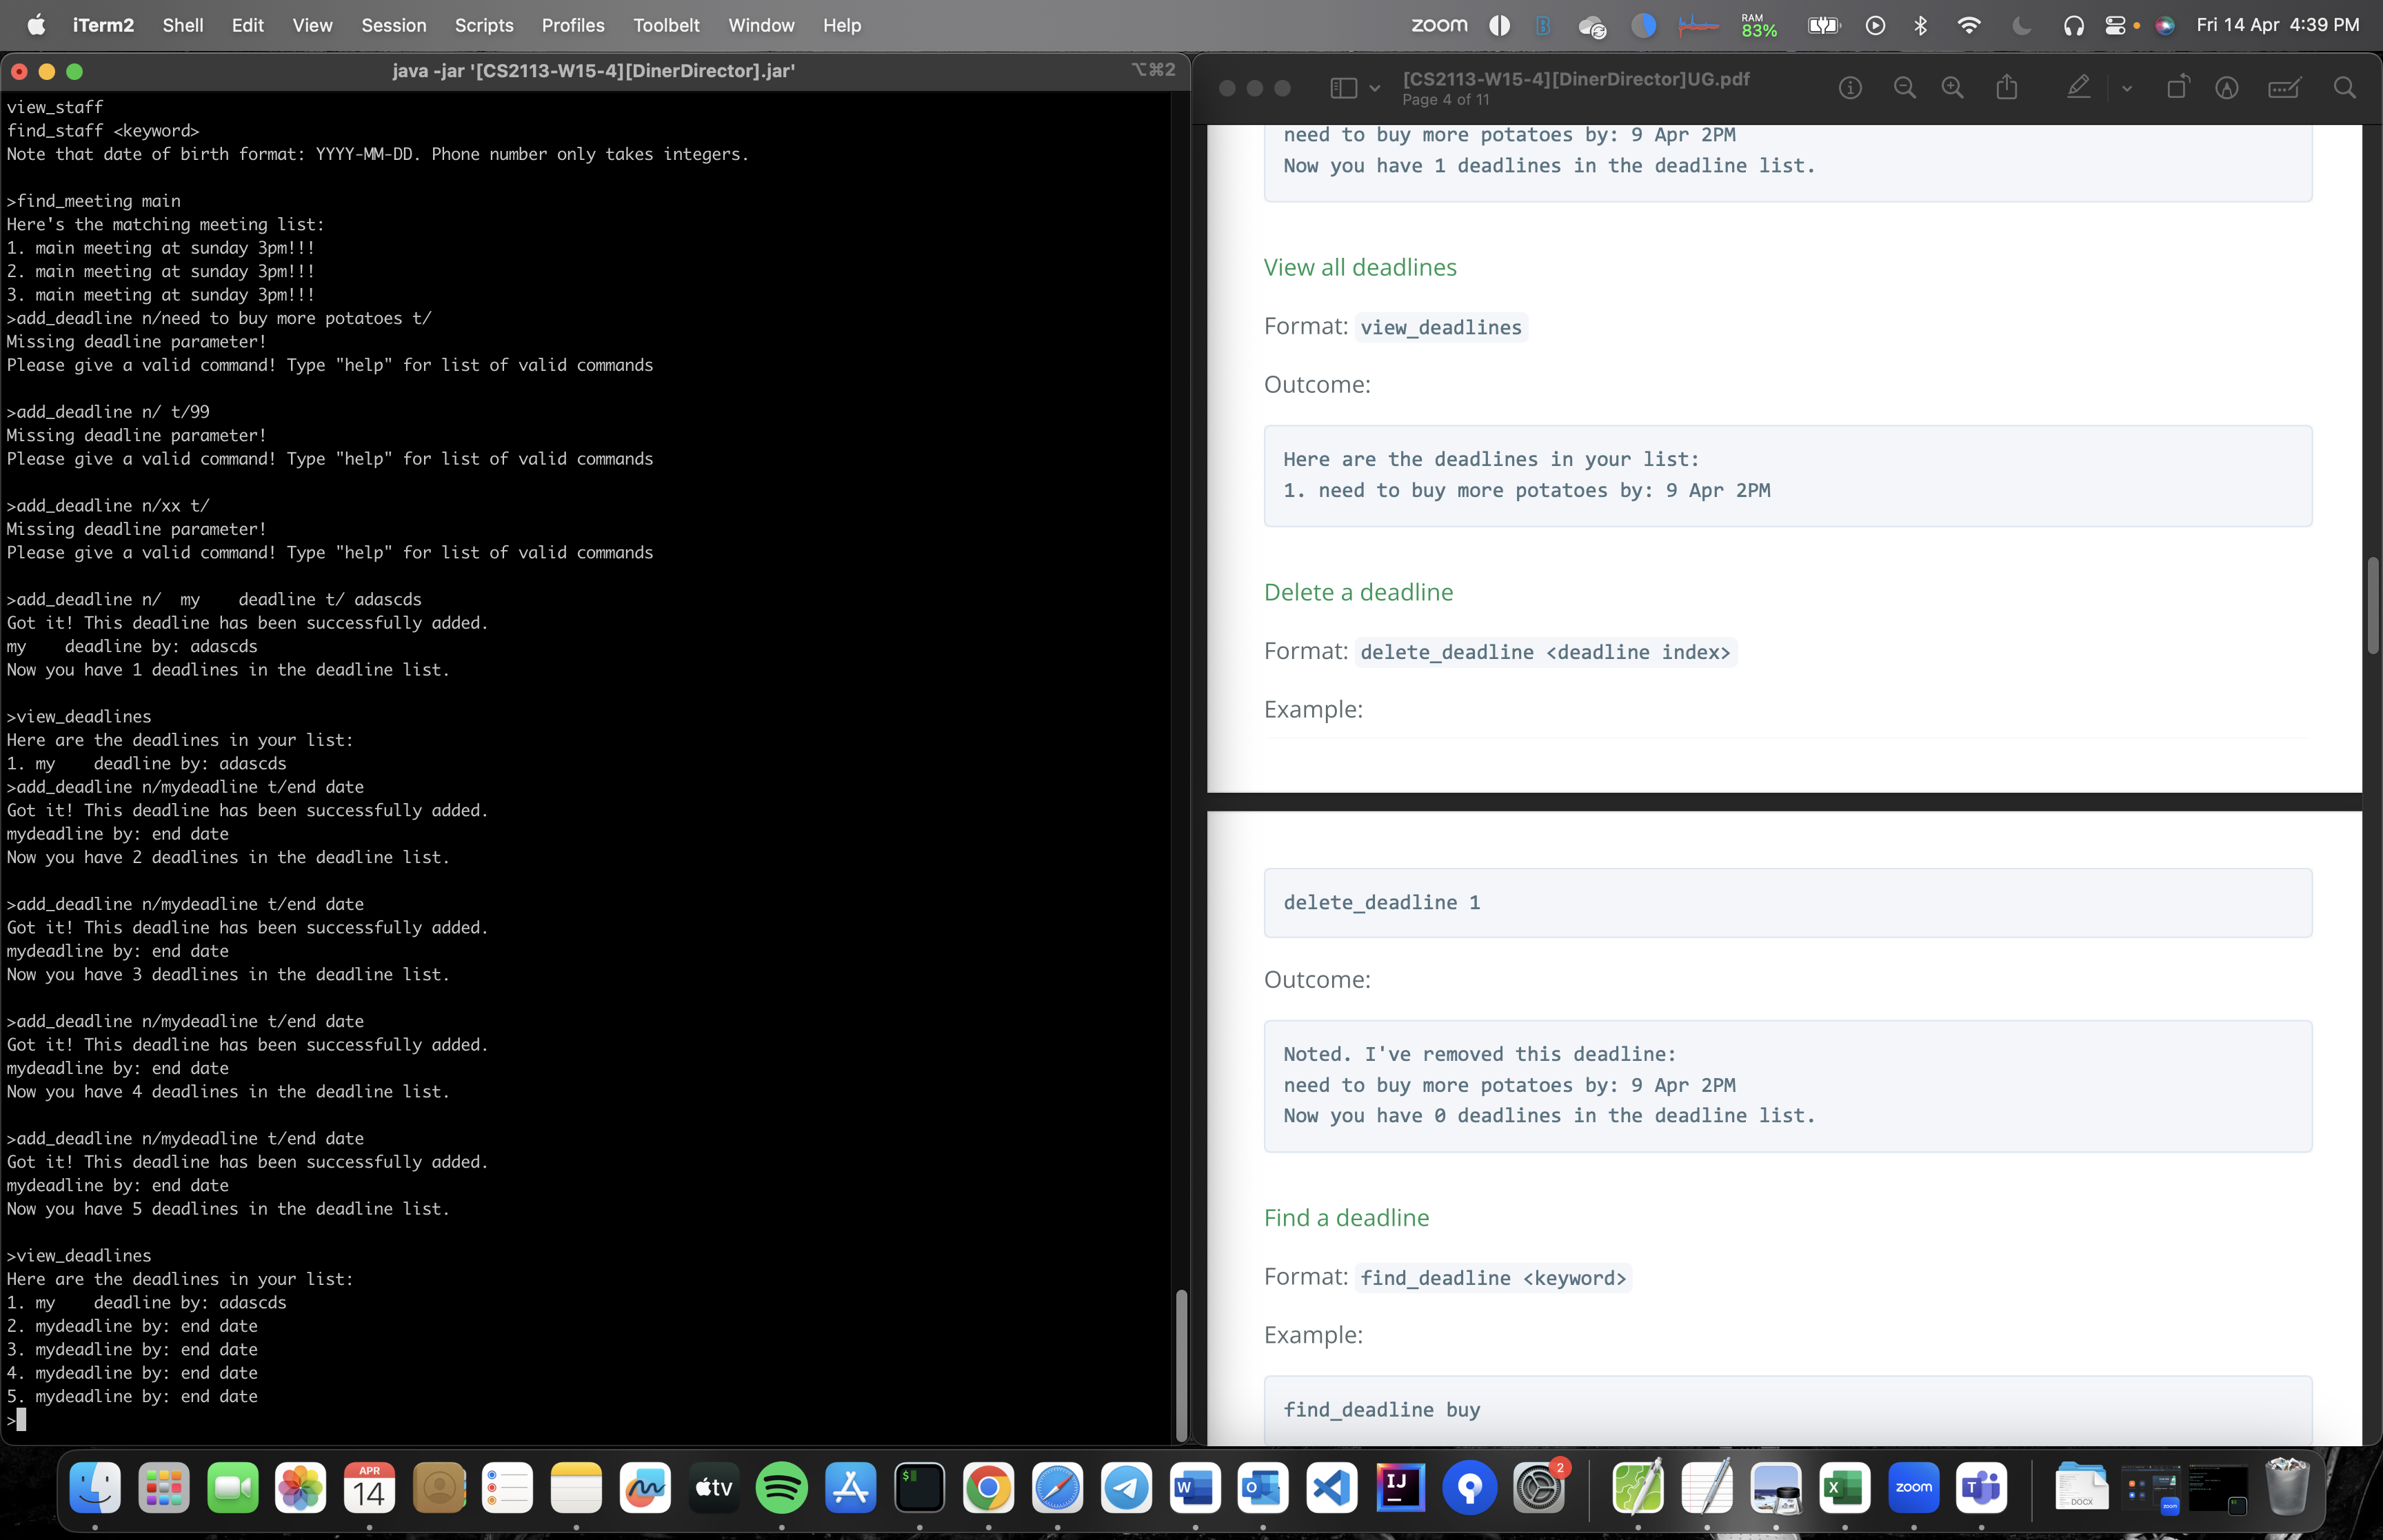 iTerm2 Shell Edit View Session Scripts Profiles Toolbelt Window Help
zoom RAM 83% Fri 14 Apr 4:39 PM
java -jar '[CS2113-W15-4][DinerDirector].jar' ⌥⌘2
view_staff
find_staff <keyword>
Note that date of birth format: YYYY-MM-DD. Phone number only takes integers.
>find_meeting main
Here's the matching meeting list:
1. main meeting at sunday 3pm!!!
2. main meeting at sunday 3pm!!!
3. main meeting at sunday 3pm!!!
>add_deadline n/need to buy more potatoes t/
Missing deadline parameter!
Please give a valid command! Type "help" for list of valid commands
>add_deadline n/ t/99
Missing deadline parameter!
Please give a valid command! Type "help" for list of valid commands
>add_deadline n/xx t/
Missing deadline parameter!
Please give a valid command! Type "help" for list of valid commands
>add_deadline n/  my    deadline t/ adascds
Got it! This deadline has been successfully added.
my    deadline by: adascds
Now you have 1 deadlines in the deadline list.
>view_deadlines
Here are the deadlines in your list:
1. my    deadline by: adascds
>add_deadline n/mydeadline t/end date
Got it! This deadline has been successfully added.
mydeadline by: end date
Now you have 2 deadlines in the deadline list.
>add_deadline n/mydeadline t/end date
Got it! This deadline has been successfully added.
mydeadline by: end date
Now you have 3 deadlines in the deadline list.
>add_deadline n/mydeadline t/end date
Got it! This deadline has been successfully added.
mydeadline by: end date
Now you have 4 deadlines in the deadline list.
>add_deadline n/mydeadline t/end date
Got it! This deadline has been successfully added.
mydeadline by: end date
Now you have 5 deadlines in the deadline list.
>view_deadlines
Here are the deadlines in your list:
1. my    deadline by: adascds
2. mydeadline by: end date
3. mydeadline by: end date
4. mydeadline by: end date
5. mydeadline by: end date
>
[CS2113-W15-4][DinerDirector]UG.pdf
Page 4 of 11
need to buy more potatoes by: 9 Apr 2PM
Now you have 1 deadlines in the deadline list.
View all deadlines
Format: view_deadlines
Outcome:
Here are the deadlines in your list:
1. need to buy more potatoes by: 9 Apr 2PM
Delete a deadline
Format: delete_deadline <deadline index>
Example:
delete_deadline 1
Outcome:
Noted. I've removed this deadline:
need to buy more potatoes by: 9 Apr 2PM
Now you have 0 deadlines in the deadline list.
Find a deadline
Format: find_deadline <keyword>
Example:
find_deadline buy
APR
14
tv
2
zoom
DOCX